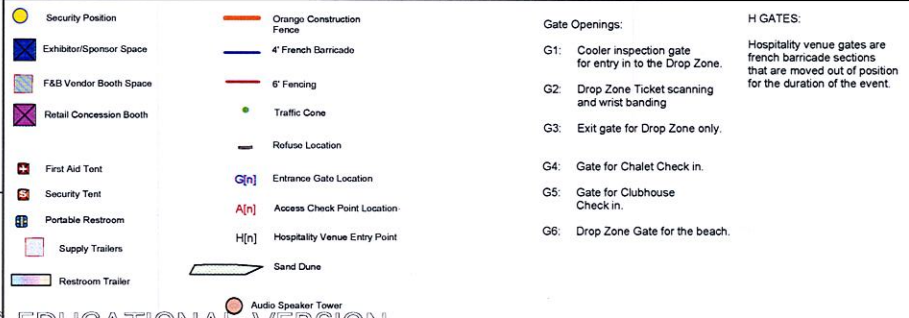 Security Position
Exhibitor/Sponsor Space
F&B Vendor Booth Space
Retail Concession Booth
First Aid Tent
S
Security Tent
Portable Restroom
Supply Trailers
Restroom Trailer
Orange Construction
Fence
4' French Barricade
6' Fencing
Traffic Cone
Refuse Location
G[n] Entrance Gate Location
A[n] Access Check Point Location
H[n] Hospitality Venue Entry Point
Sand Dune
Audio Speaker Tower
Gate Openings:
G1: Cooler inspection gate
for entry in to the Drop Zone.
G2: Drop Zone Ticket scanning
and wrist banding
G3: Exit gate for Drop Zone only.
G4: Gate for Chalet Check in.
G5: Gate for Clubhouse
Check in.
G6: Drop Zone Gate for the beach.
H GATES:
Hospitality venue gates are
french barricade sections
that are moved out of position
for the duration of the event.
EDUCATIONAL VERSION